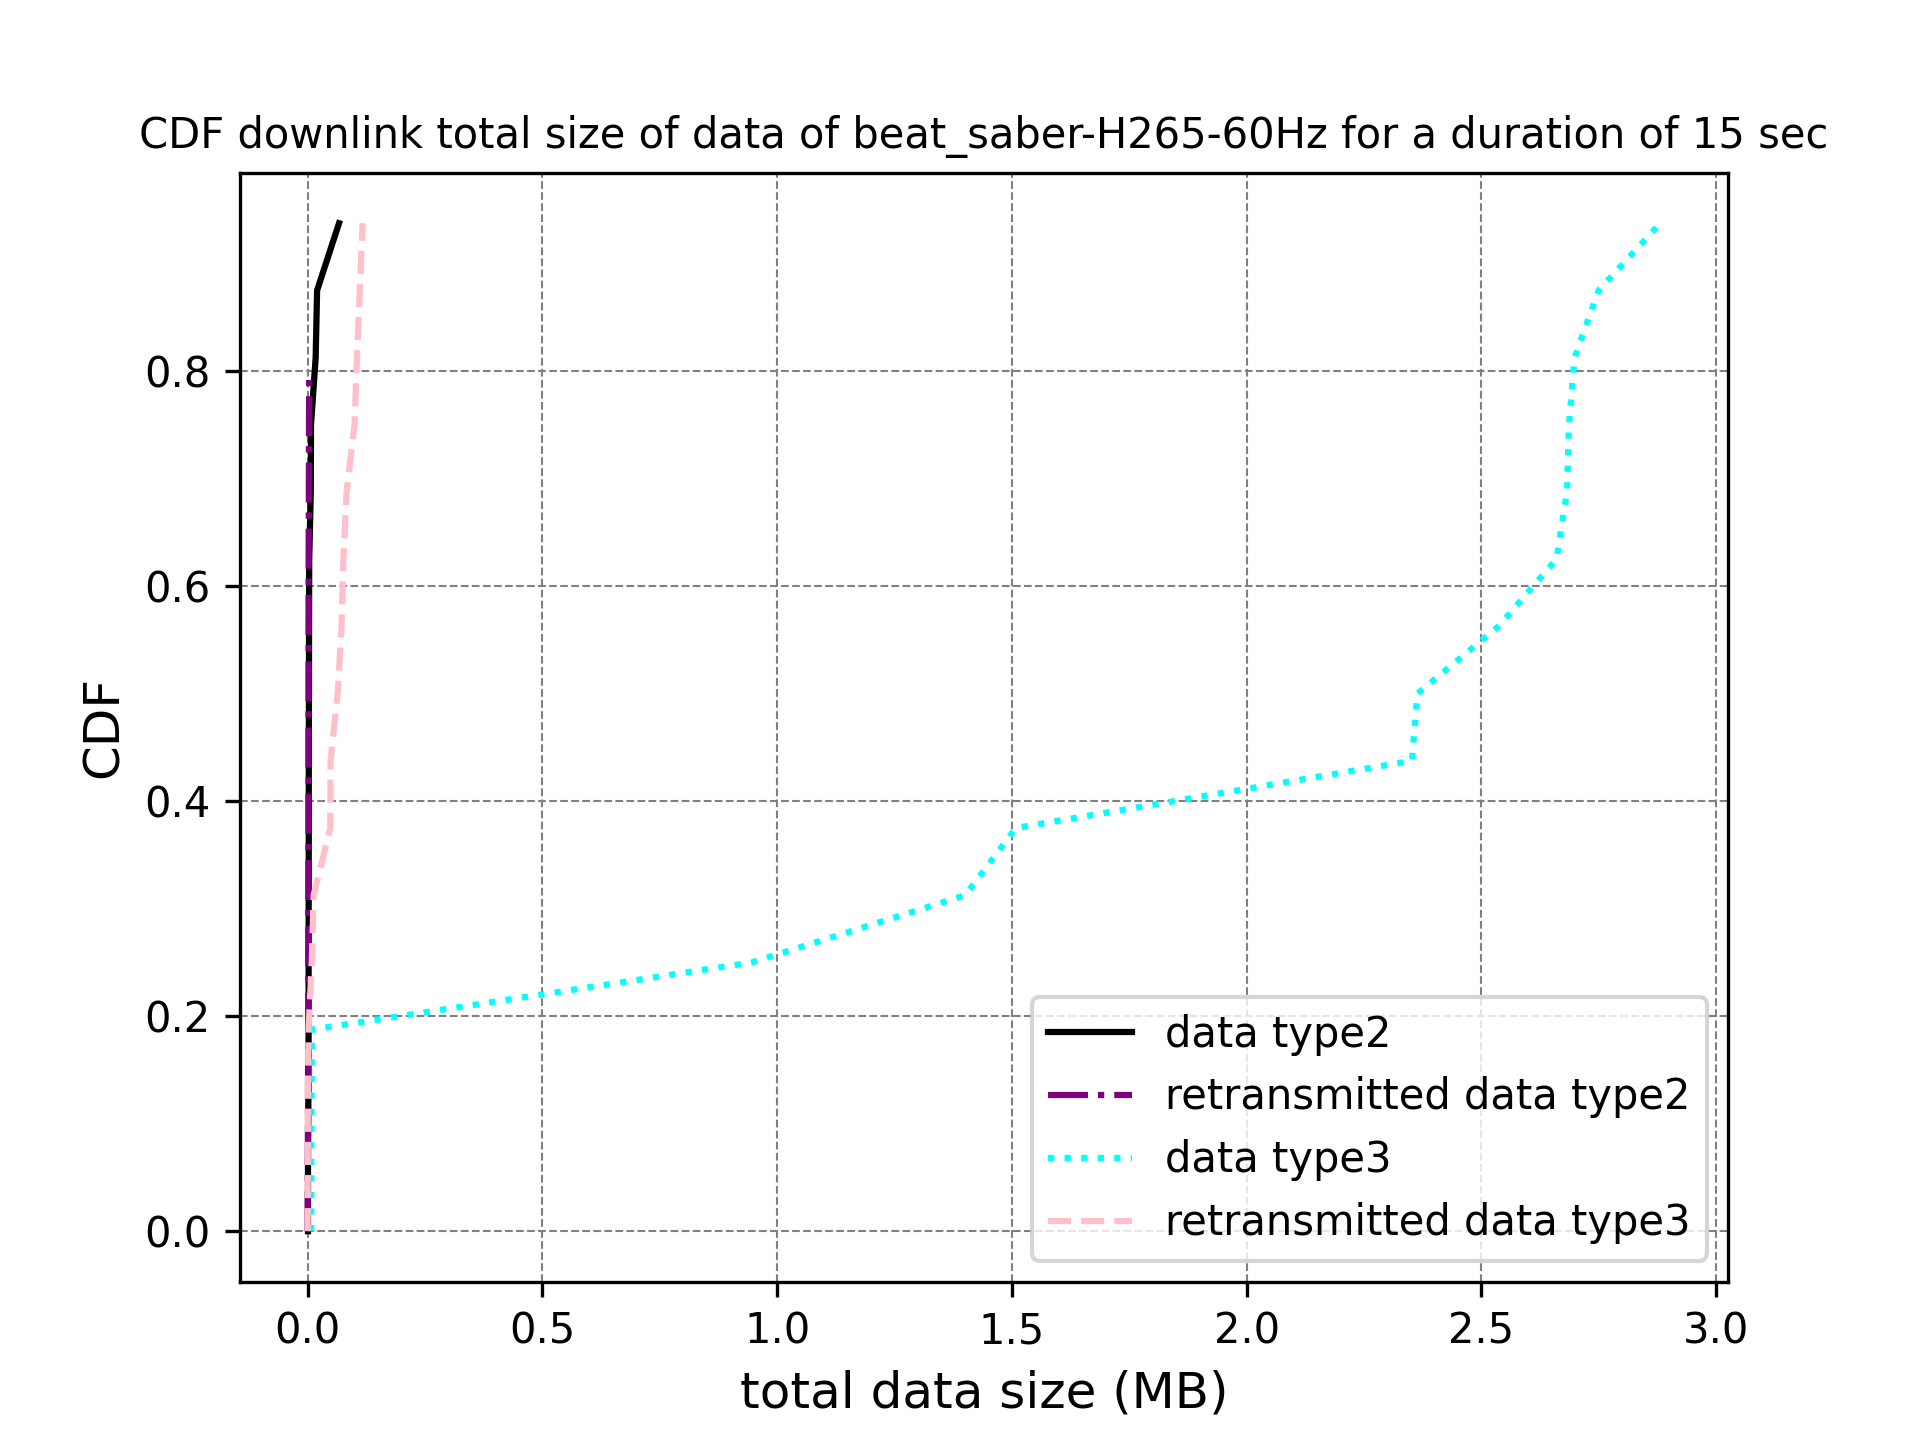 CDF downlink total size of data of beat_saber-H265-60Hz for a duration of 15 sec
CDF
0.8
0.6
0.4
0.2
0.0
data type2
retransmitted data type2
data type3
retransmitted data type3
0.0 0.5 1.0 1.5 2.0 2.5 3.0
total data size (MB)